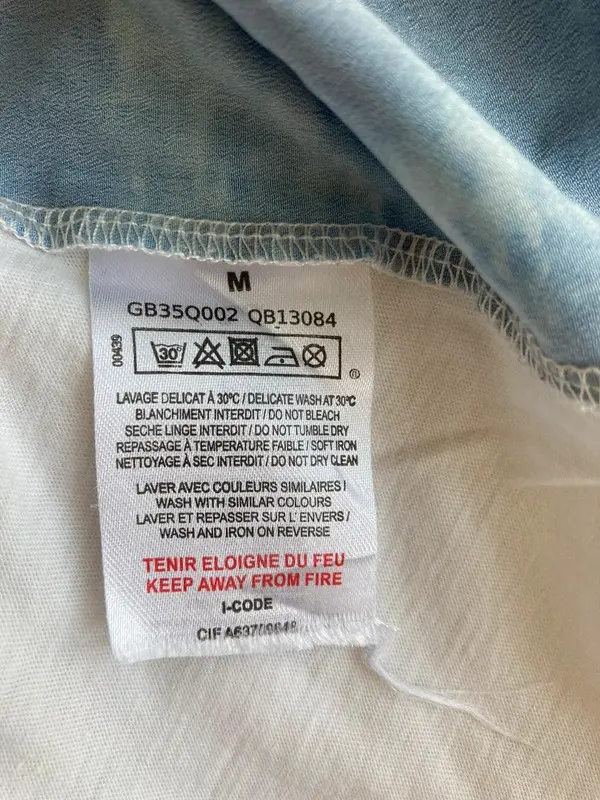 M
GB35Q002 QB13084
00439
30
LAVAGE DELICAT À 30ºC / DELICATE WASH AT 30ºC
BLANCHIMENT INTERDIT / DO NOT BLEACH
SECHE LINGE INTERDIT / DO NOT TUMBLE DRY
REPASSAGE À TEMPERATURE FAIBLE / SOFT IRON
NETTOYAGE À SEC INTERDIT / DO NOT DRY CLEAN
LAVER AVEC COULEURS SIMILAIRES /
WASH WITH SIMILAR COLOURS
LAVER ET REPASSER SUR L' ENVERS /
WASH AND IRON ON REVERSE
TENIR ELOIGNE DU FEU
KEEP AWAY FROM FIRE
I-CODE
CIF